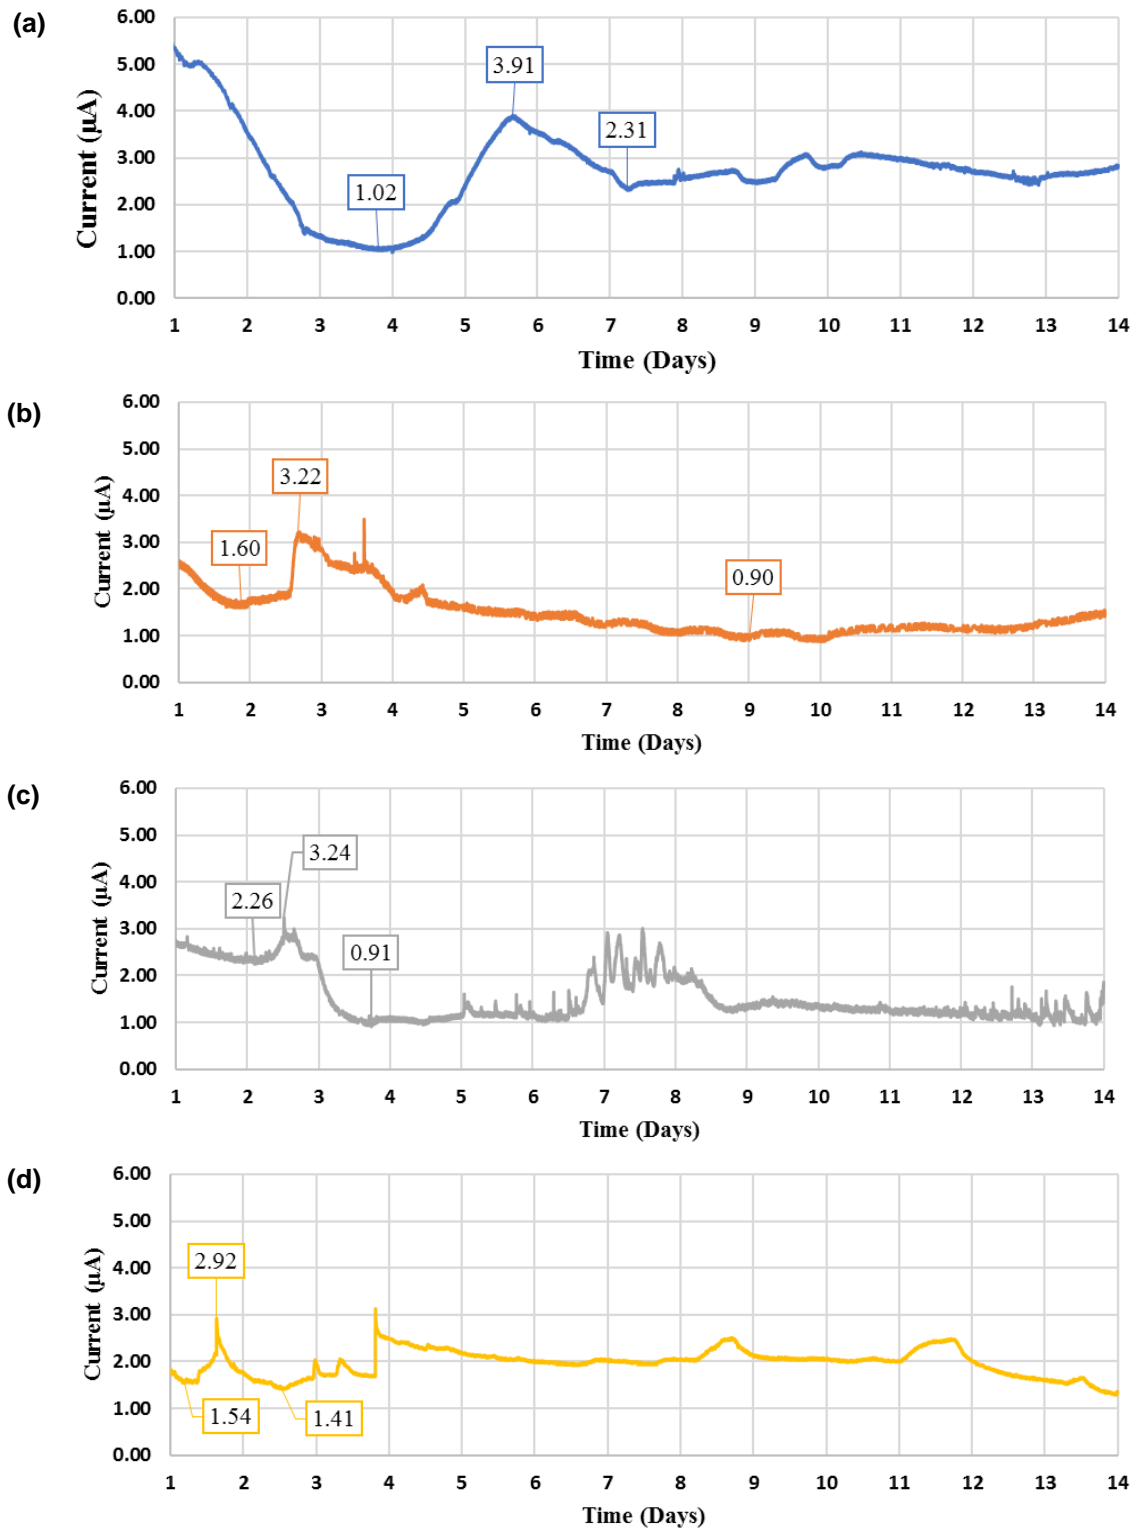 (a)
6.00
5.00
4.00
3.00
2.00
1.00
0.00
Current (μA)
3.91
2.31
1.02
1 2 3 4 5 6 7 8 9 10 11 12 13 14
Time (Days)
(b)
6.00
5.00
4.00
3.00
2.00
1.00
0.00
Current (μA)
3.22
1.60
0.90
1 2 3 4 5 6 7 8 9 10 11 12 13 14
Time (Days)
(c)
6.00
5.00
4.00
3.00
2.00
1.00
0.00
Current (μA)
3.24
2.26
0.91
1 2 3 4 5 6 7 8 9 10 11 12 13 14
Time (Days)
(d)
6.00
5.00
4.00
3.00
2.00
1.00
0.00
Current (μA)
2.92
1.54
1.41
1 2 3 4 5 6 7 8 9 10 11 12 13 14
Time (Days)